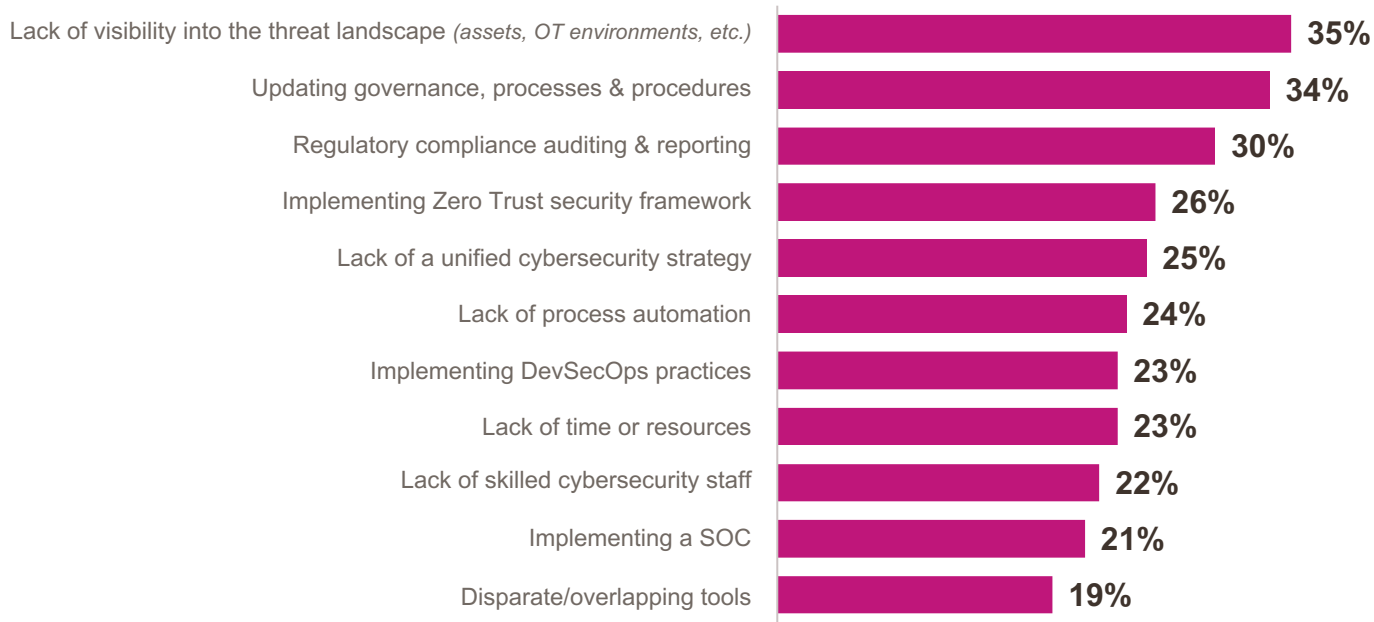 Lack of visibility into the threat landscape (assets, OT environments, etc.) 35%
Updating governance, processes & procedures 34%
Regulatory compliance auditing & reporting 30%
Implementing Zero Trust security framework 26%
Lack of a unified cybersecurity strategy 25%
Lack of process automation 24%
Implementing DevSecOps practices 23%
Lack of time or resources 23%
Lack of skilled cybersecurity staff 22%
Implementing a SOC 21%
Disparate/overlapping tools 19%